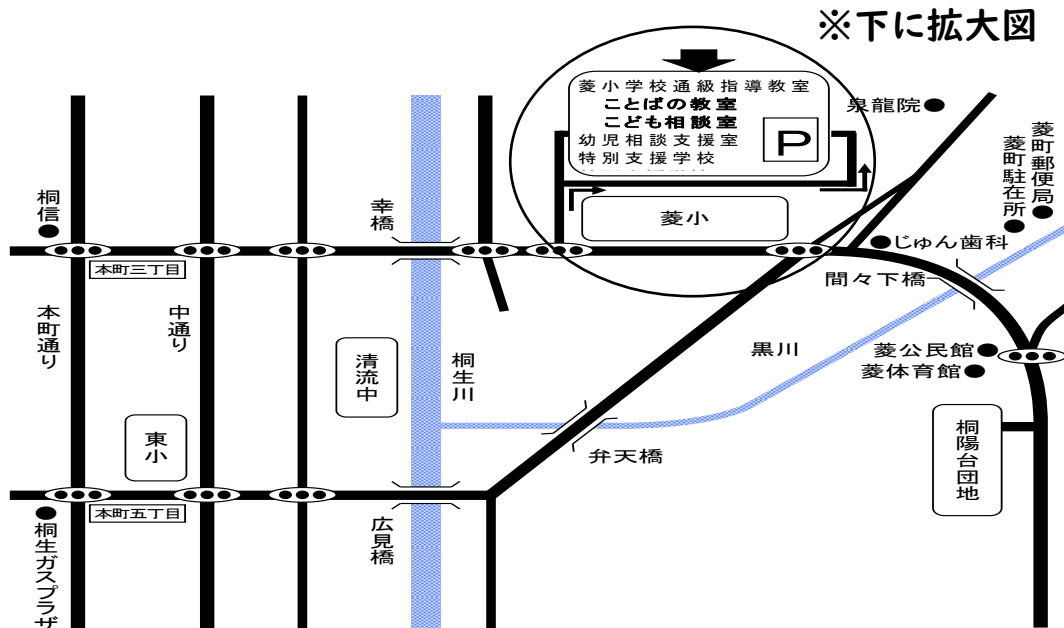 ※下に拡大図
菱小学校通級指導教室
ことばの教室
こども相談室
幼児相談支援室
特別支援学校
P
泉龍院
菱町郵便局
菱町駐在所
桐信
幸橋
菱小
じゅん歯科
本町三丁目
間々下橋
本町通り
中通り
清流中
桐生川
黒川
菱公民館
菱体育館
東小
弁天橋
桐陽台団地
本町五丁目
広見橋
桐生ガスプラザ